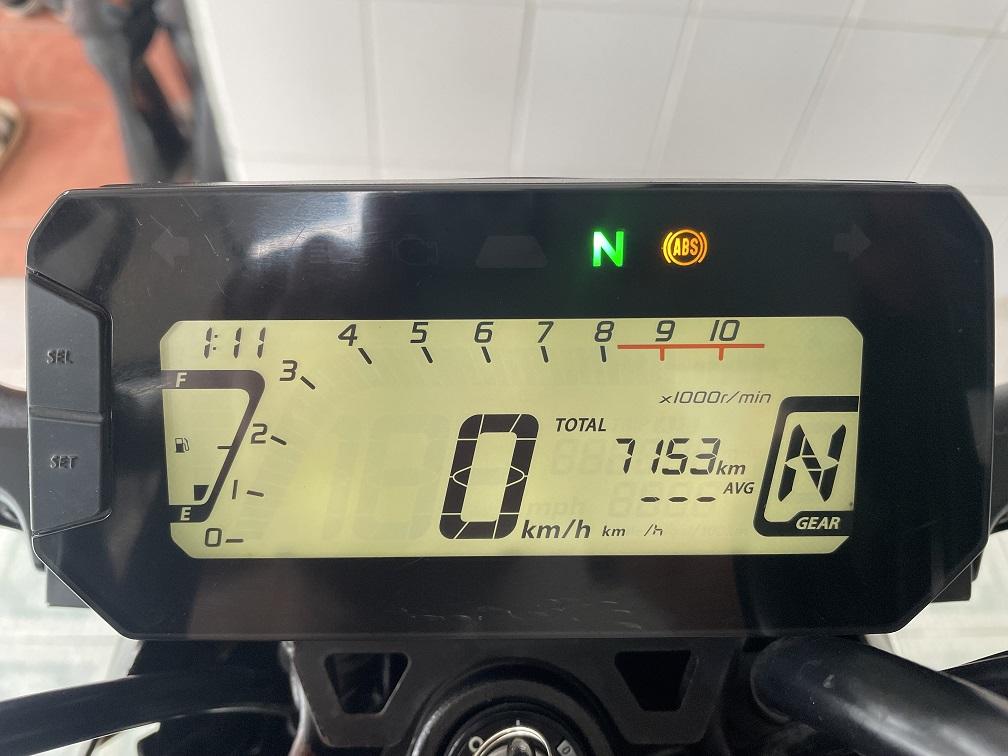 N ABS
SEL
SET
1:11
F
E
0
1
2
3
4 5 6 7 8 9 10
x1000r/min
TOTAL
7153km
0 km/h
--- AVG
km /h
N
GEAR